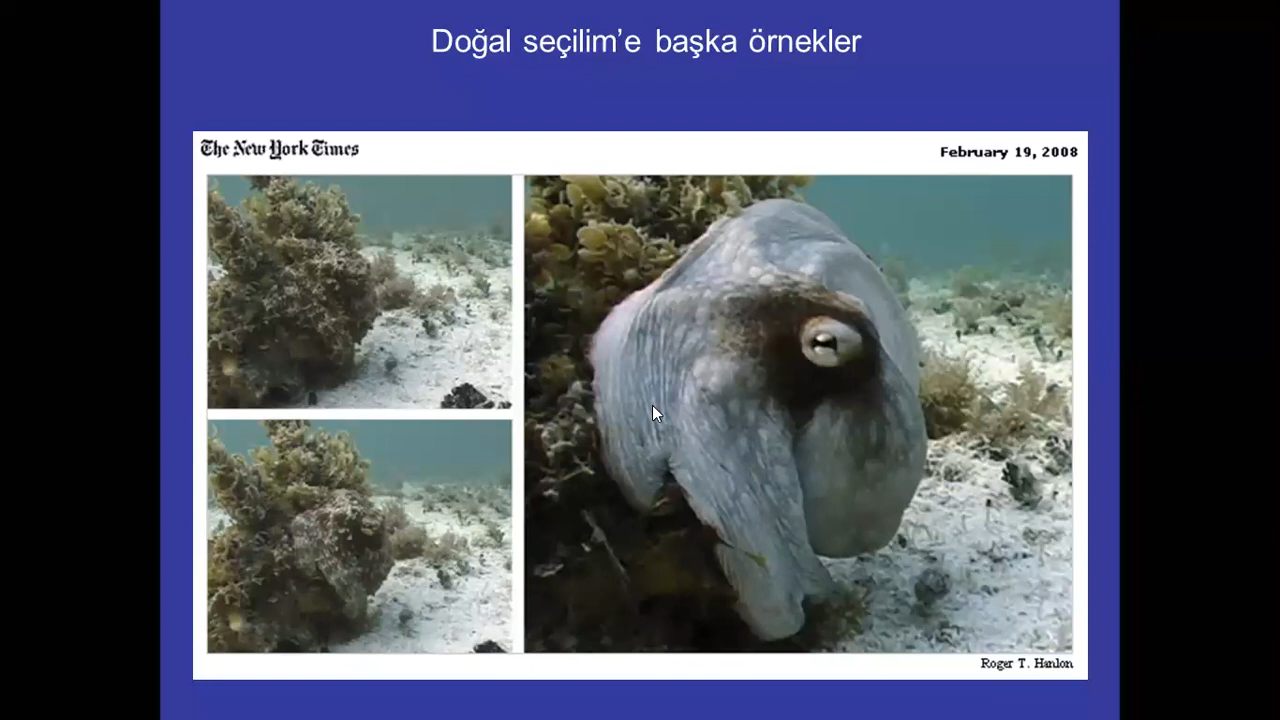 Doğal seçilim’e başka örnekler
The New York Times
February 19, 2008
Roger T. Hanlon